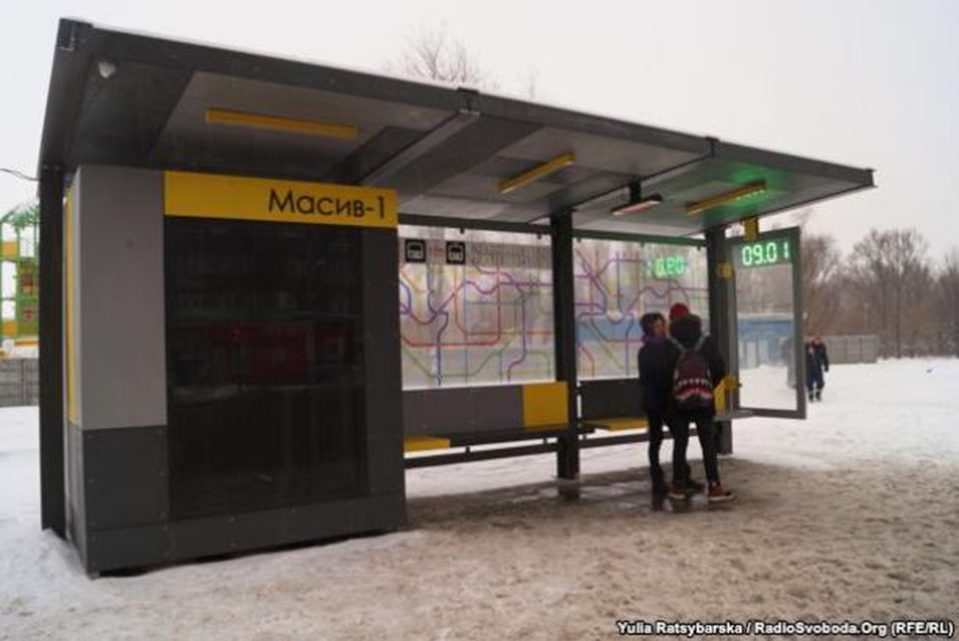 Масив-1
09.01
Yulia Ratsybarska / RadioSvoboda.Org (RFE/RL)